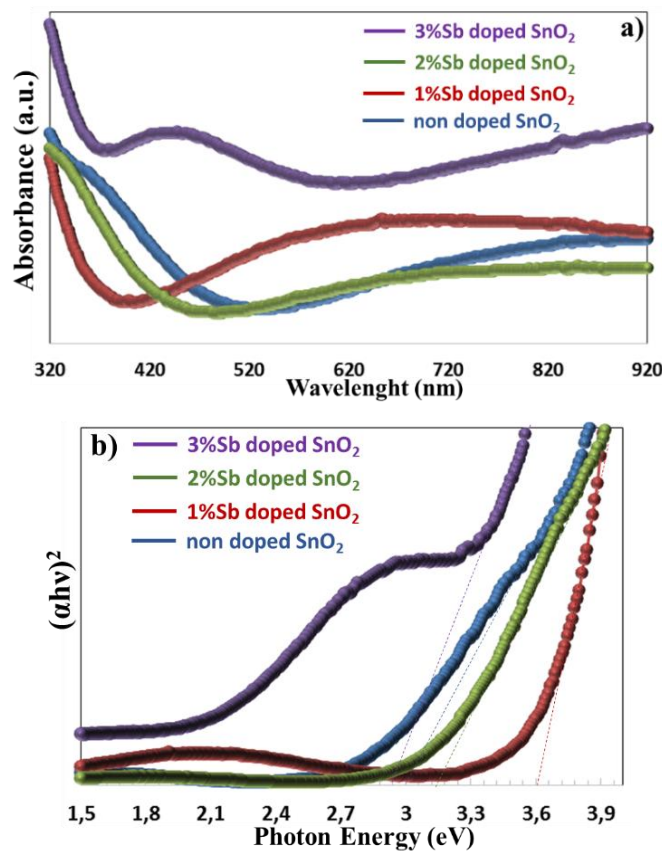 a)
3%Sb doped SnO₂
2%Sb doped SnO₂
1%Sb doped SnO₂
non doped SnO₂
Absorbance (a.u.)
320 420 520 620 720 820 920
Wavelenght (nm)
b)
3%Sb doped SnO₂
2%Sb doped SnO₂
1%Sb doped SnO₂
non doped SnO₂
(αhν)²
1,5 1,8 2,1 2,4 2,7 3 3,3 3,6 3,9
Photon Energy (eV)